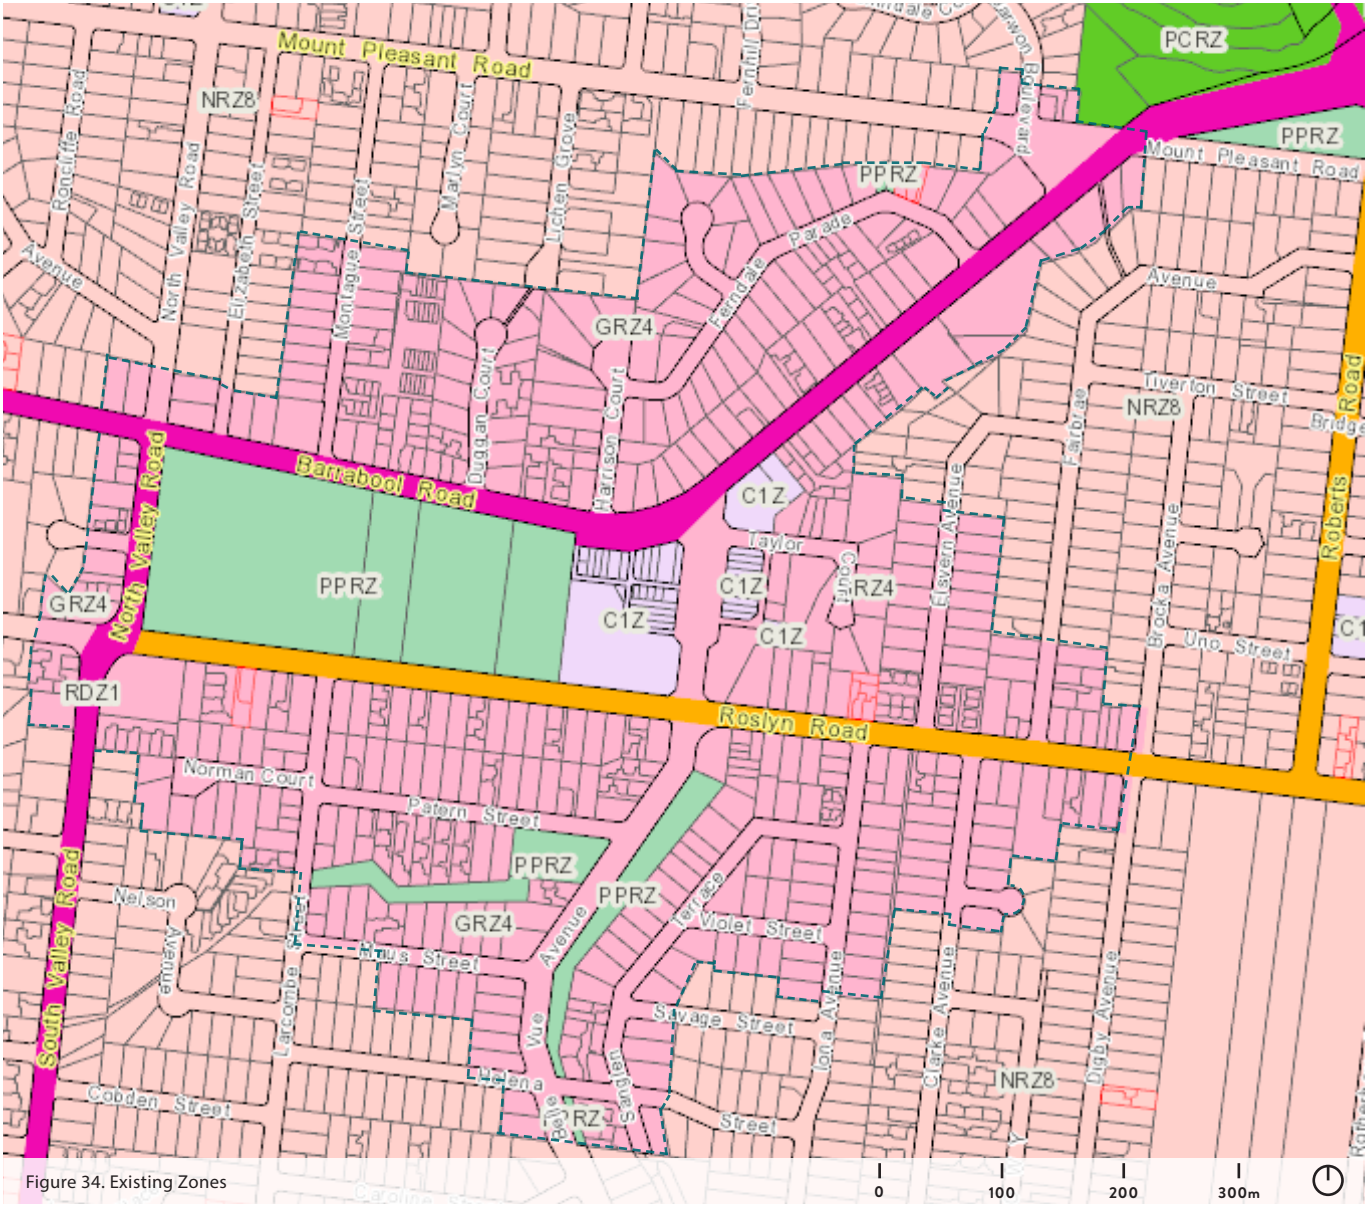 Mount Pleasant Road
NRZ8
PCRZ
PPRZ
Mount Pleasant Road
Roncliffe Road
North Valley Road
Elizabeth Street
Montague Street
Marlyn Court
Lichen Grove
Boulevard
PPRZ
Parade
Ferndale
Avenue
Avenue
GRZ4
Duggan Court
Harrison Court
Tiverton Street
NRZ8
Fairbrae
Roberts Road
Barrabool Road
North Valley Road
C1Z
Taylor
Court
Elsvern Avenue
Brocka Avenue
PPRZ
C1Z
C1Z
RZ4
C1Z
GRZ4
Uno Street
RDZ1
Roslyn Road
Norman Court
Patern Street
PPRZ
PPRZ
GRZ4
Nelson
Avenue
Larcombe Street
Avenue
Vue
Belle
Terrace
Violet Street
Savage Street
Iona Avenue
Clarke Avenue
Digby Avenue
NRZ8
South Valley Road
Cobden Street
Helena
Street
Figure 34. Existing Zones
0 100 200 300m